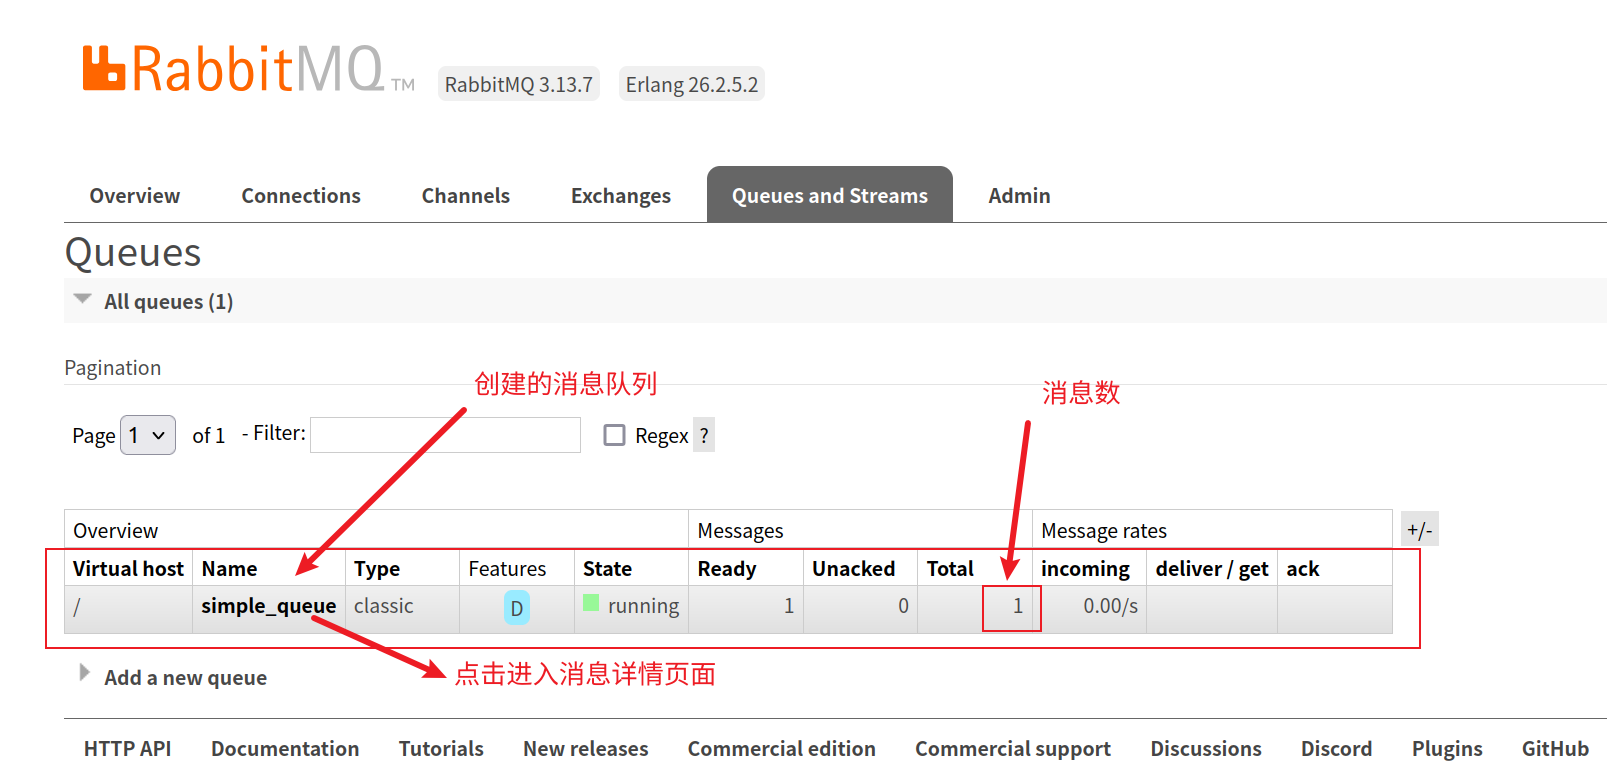 RabbitMQ TM RabbitMQ 3.13.7 Erlang 26.2.5.2
Overview Connections Channels Exchanges Queues and Streams Admin
Queues
All queues (1)
Pagination
创建的消息队列
消息数
Page 1 of 1 - Filter: Regex ?
Overview Messages Message rates +/-
Virtual host Name Type Features State Ready Unacked Total incoming deliver / get ack
/ simple_queue classic D running 1 0 1 0.00/s
点击进入消息详情页面
Add a new queue
HTTP API Documentation Tutorials New releases Commercial edition Commercial support Discussions Discord Plugins GitHub